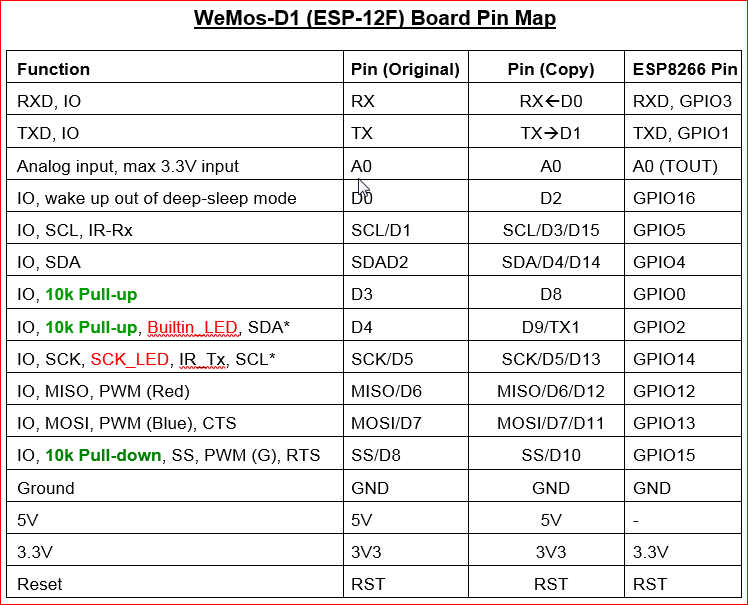 WeMos-D1 (ESP-12F) Board Pin Map
Function Pin (Original) Pin (Copy) ESP8266 Pin
RXD, IO RX RX←D0 RXD, GPIO3
TXD, IO TX TX→D1 TXD, GPIO1
Analog input, max 3.3V input A0 A0 A0 (TOUT)
IO, wake up out of deep-sleep mode D0 D2 GPIO16
IO, SCL, IR-Rx SCL/D1 SCL/D3/D15 GPIO5
IO, SDA SDAD2 SDA/D4/D14 GPIO4
IO, 10k Pull-up D3 D8 GPIO0
IO, 10k Pull-up, Builtin_LED, SDA* D4 D9/TX1 GPIO2
IO, SCK, SCK_LED, IR_Tx, SCL* SCK/D5 SCK/D5/D13 GPIO14
IO, MISO, PWM (Red) MISO/D6 MISO/D6/D12 GPIO12
IO, MOSI, PWM (Blue), CTS MOSI/D7 MOSI/D7/D11 GPIO13
IO, 10k Pull-down, SS, PWM (G), RTS SS/D8 SS/D10 GPIO15
Ground GND GND GND
5V 5V 5V -
3.3V 3V3 3V3 3.3V
Reset RST RST RST